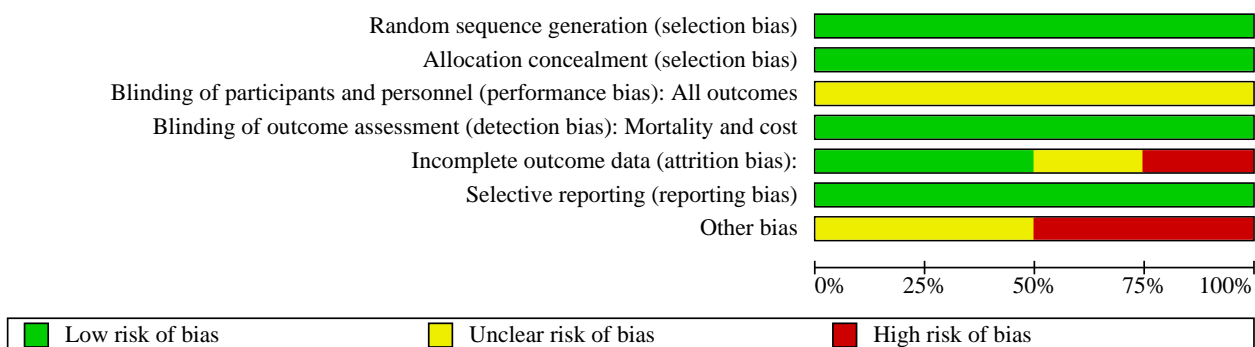 Random sequence generation (selection bias)
Allocation concealment (selection bias)
Blinding of participants and personnel (performance bias): All outcomes
Blinding of outcome assessment (detection bias): Mortality and cost
Incomplete outcome data (attrition bias):
Selective reporting (reporting bias)
Other bias
0% 25% 50% 75% 100%
Low risk of bias Unclear risk of bias High risk of bias